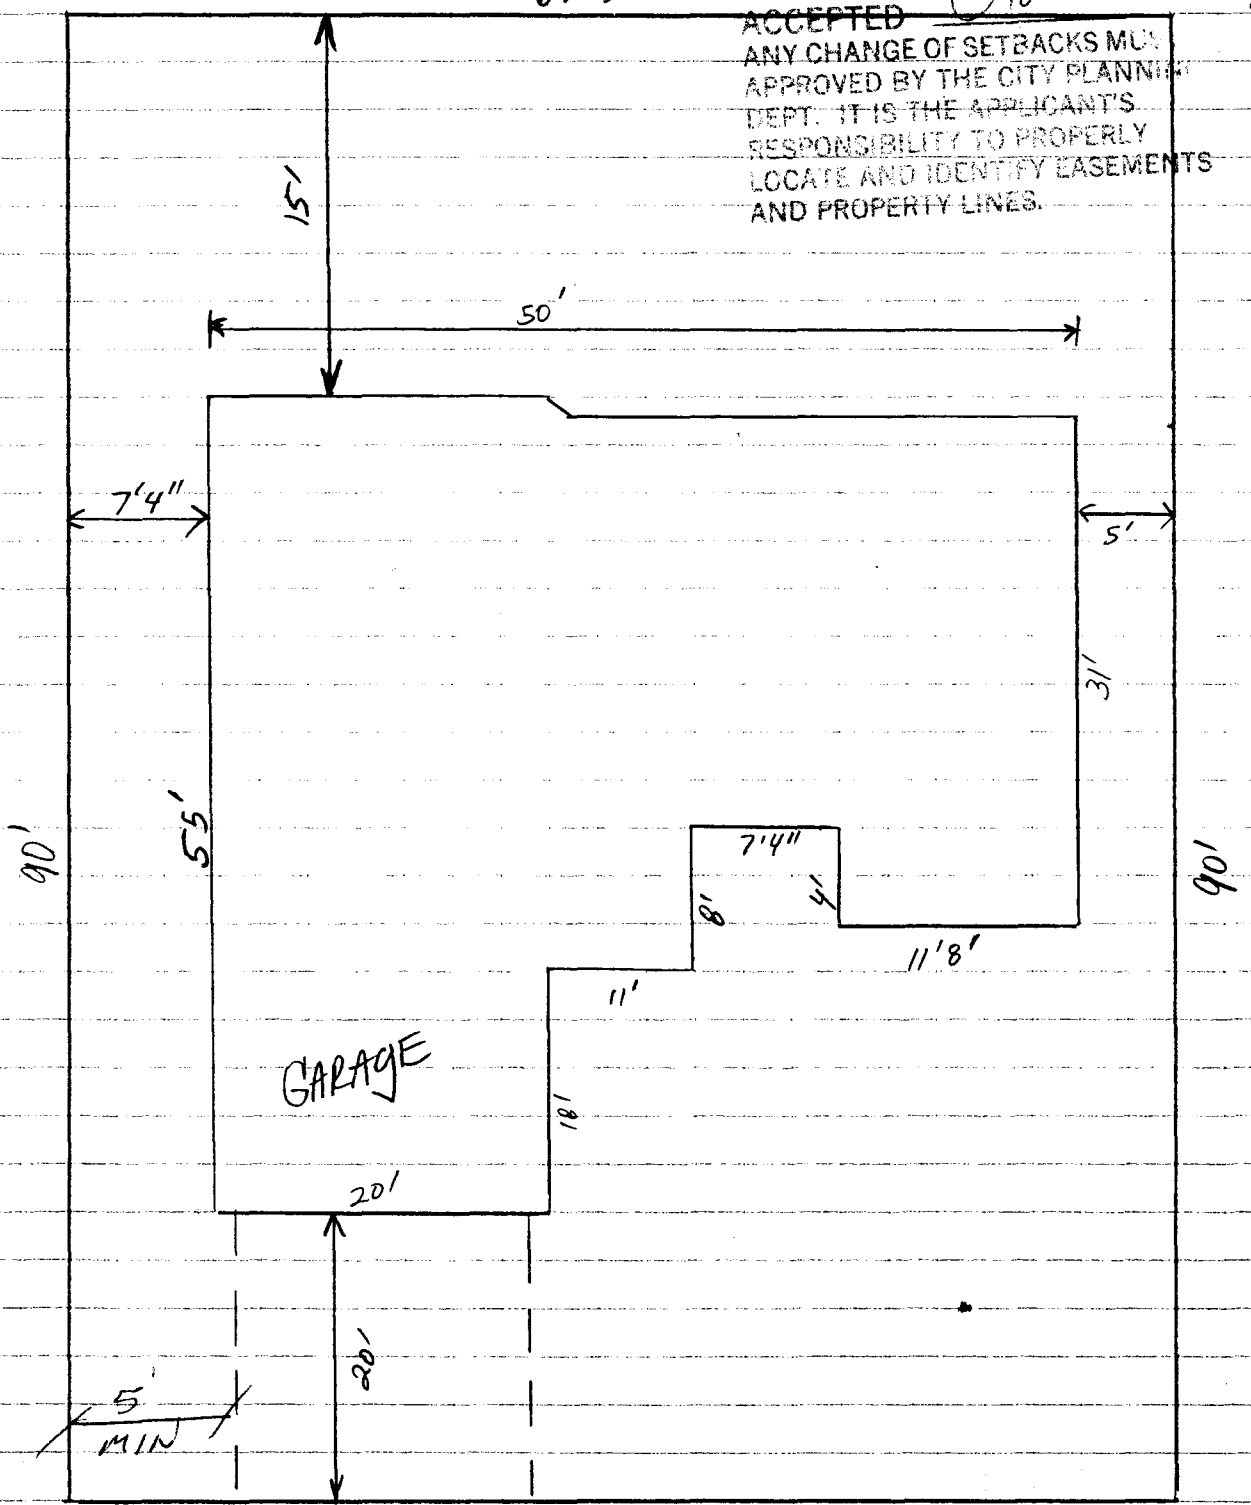 ACCEPTED
ANY CHANGE OF SETBACKS
APPROVED BY THE CITY
DEPT. IT IS THE APPLICANT'S
RESPONSIBILITY TO PROPERLY
LOCATE AND IDENTIFY EASEMENTS
AND PROPERTY LINES.
15'
50'
7'4"
5'
31'
55'
90'
90'
7'4"
8'
4'
11'8"
11'
GARAGE
18'
20'
20'
5'
MIN